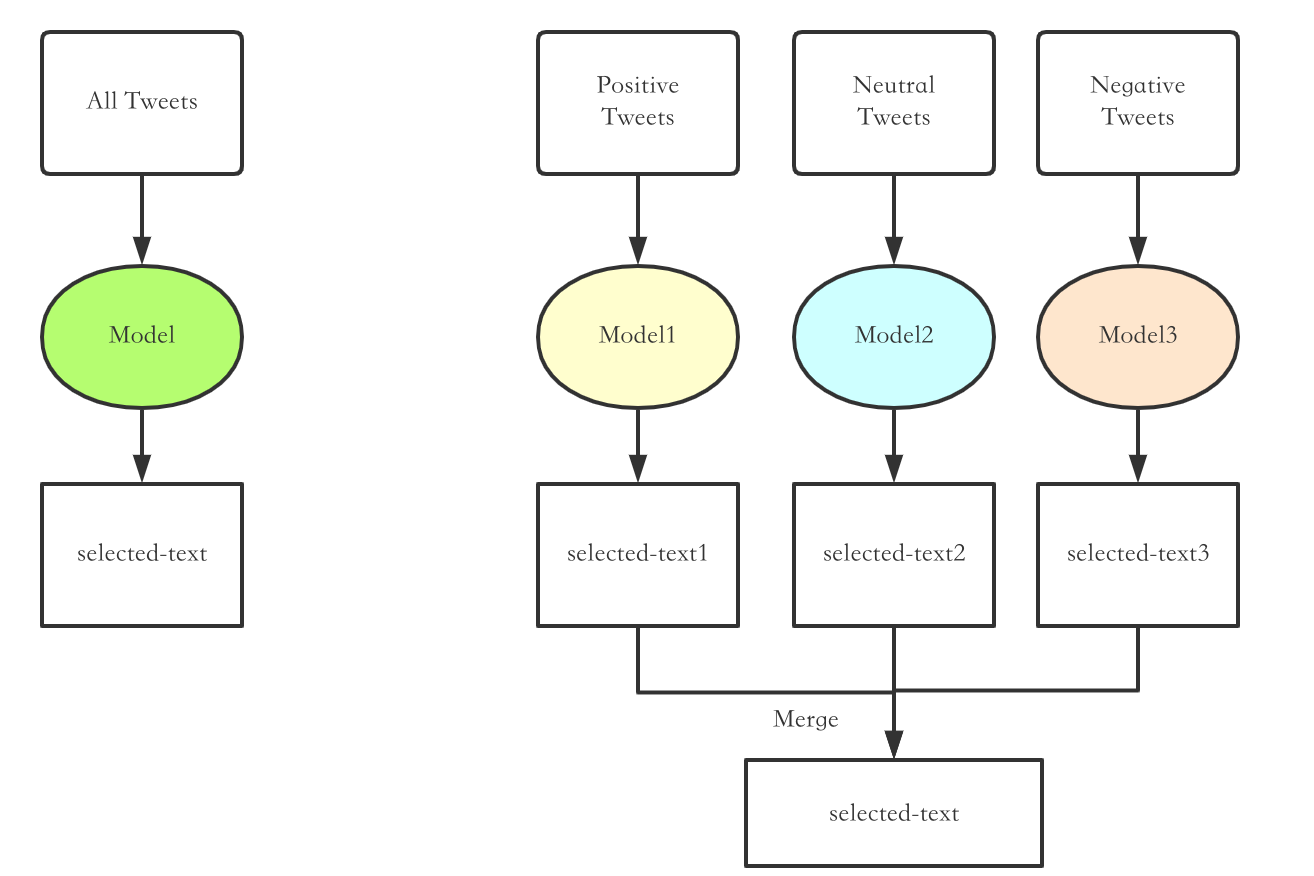 All Tweets
Positive
Tweets
Neutral
Tweets
Negative
Tweets
Model
Model1
Model2
Model3
selected-text
selected-text1
selected-text2
selected-text3
Merge
selected-text